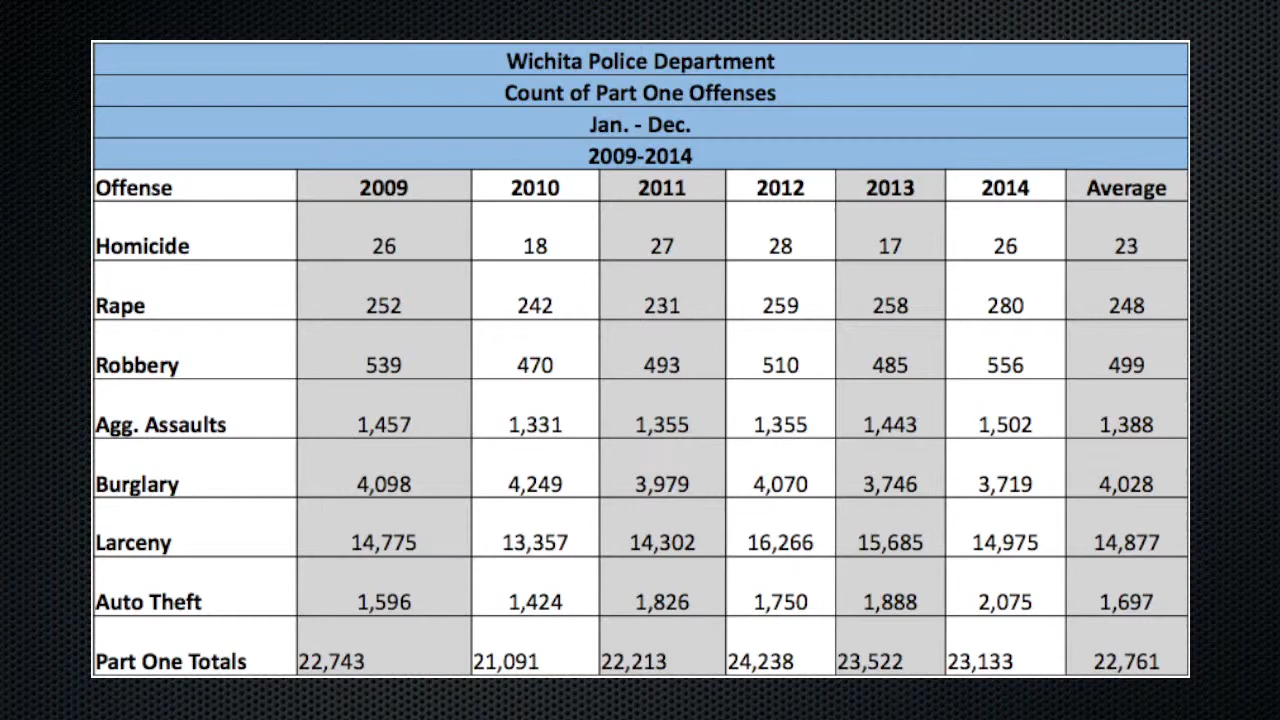 Wichita Police Department
Count of Part One Offenses
Jan. - Dec.
2009-2014
Offense 2009 2010 2011 2012 2013 2014 Average
Homicide 26 18 27 28 17 26 23
Rape 252 242 231 259 258 280 248
Robbery 539 470 493 510 485 556 499
Agg. Assaults 1,457 1,331 1,355 1,355 1,443 1,502 1,388
Burglary 4,098 4,249 3,979 4,070 3,746 3,719 4,028
Larceny 14,775 13,357 14,302 16,266 15,685 14,975 14,877
Auto Theft 1,596 1,424 1,826 1,750 1,888 2,075 1,697
Part One Totals 22,743 21,091 22,213 24,238 23,522 23,133 22,761